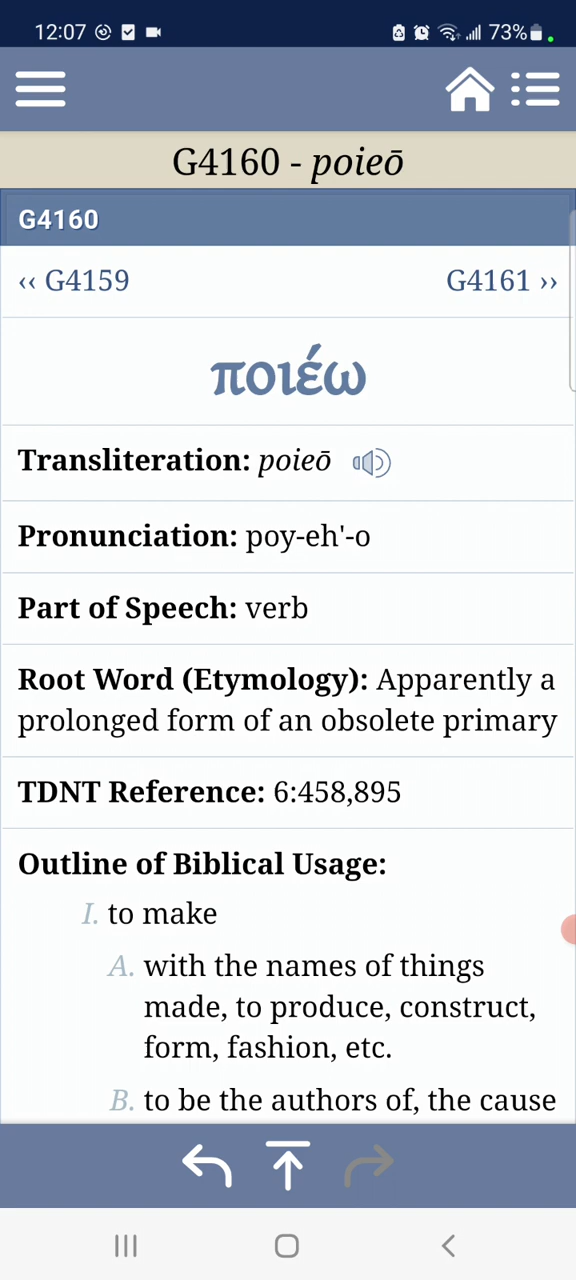 12:07 73%
G4160 - poieō
G4160
‹‹ G4159 G4161 ››
ποιέω
Transliteration: poieō
Pronunciation: poy-eh'-o
Part of Speech: verb
Root Word (Etymology): Apparently a
prolonged form of an obsolete primary
TDNT Reference: 6:458,895
Outline of Biblical Usage:
I. to make
A. with the names of things
made, to produce, construct,
form, fashion, etc.
B. to be the authors of, the cause